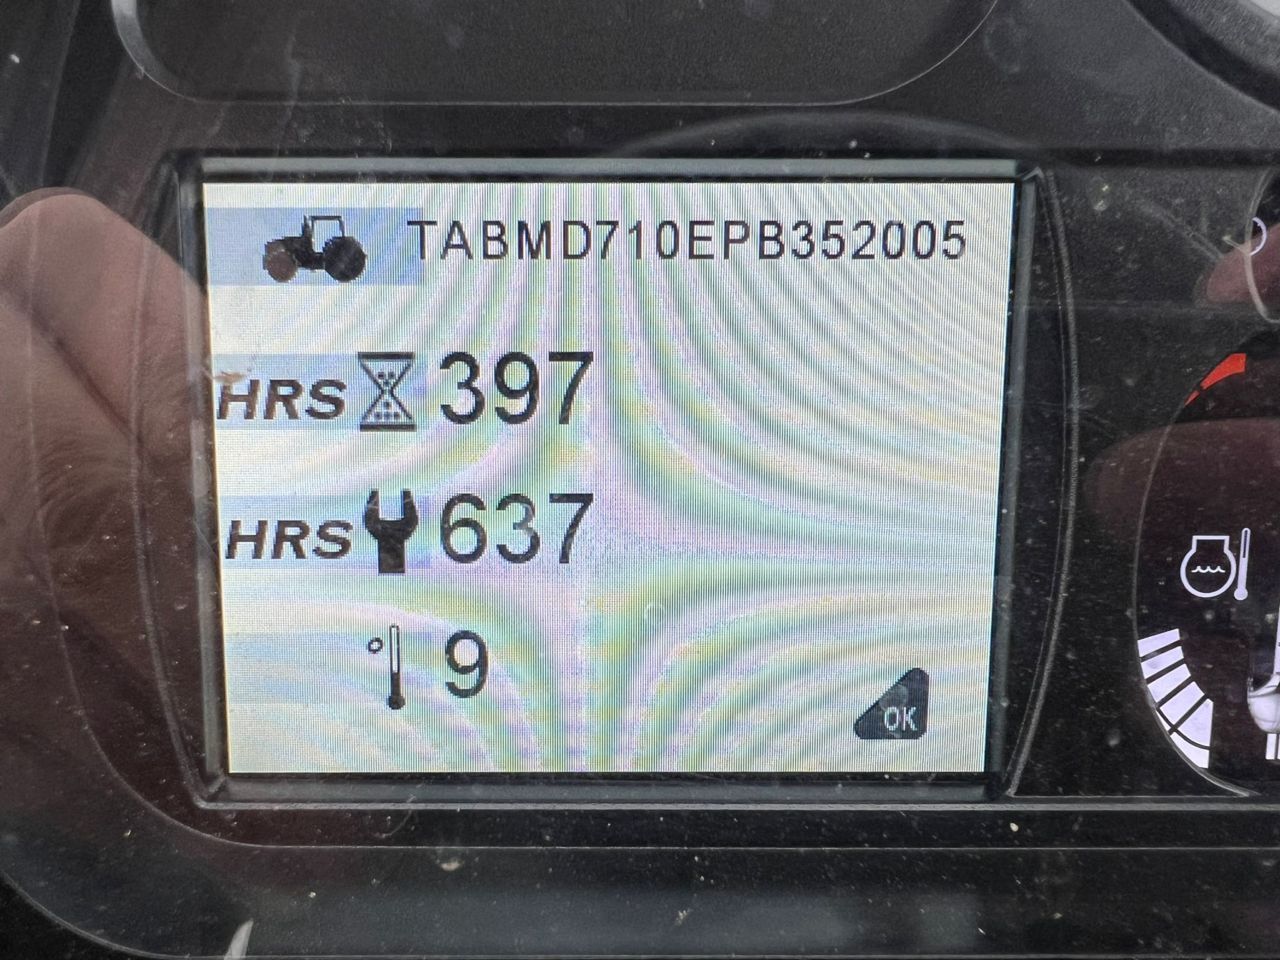 TABMD710EPB352005
HRS 397
HRS 637
° 9
OK